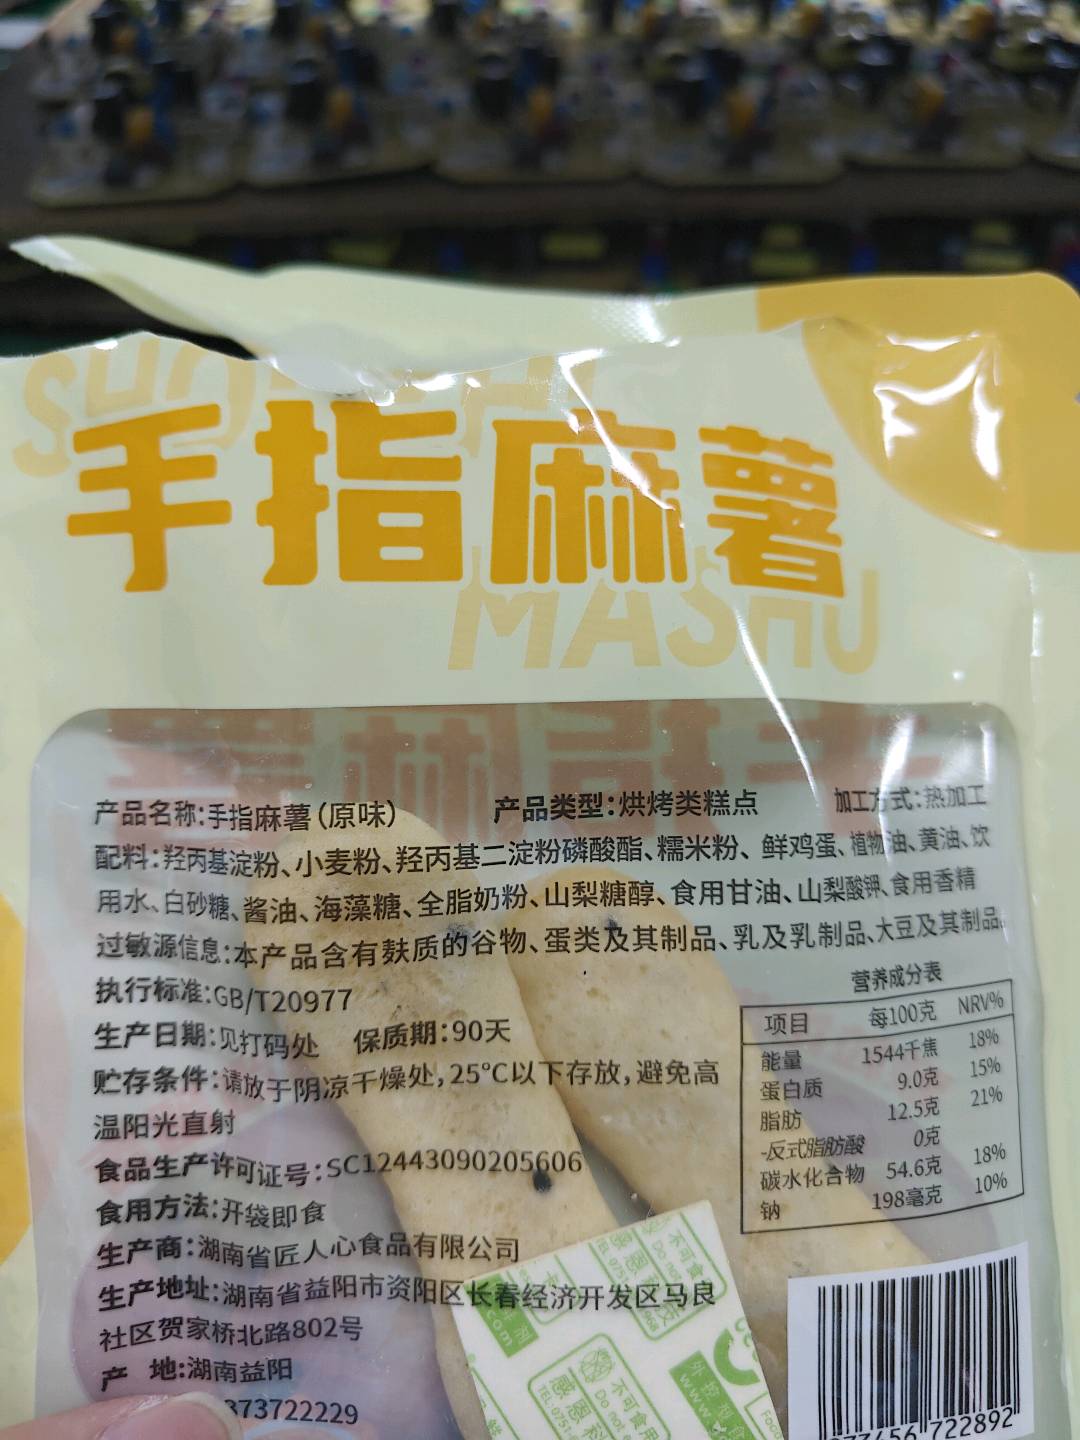 手指麻薯
MASHU
产品名称:手指麻薯(原味) 产品类型:烘烤类糕点 加工方式:热加工
配料:羟丙基淀粉、小麦粉、羟丙基二淀粉磷酸酯、糯米粉、鲜鸡蛋、植物油、黄油、饮
用水、白砂糖、酱油、海藻糖、全脂奶粉、山梨糖醇、食用甘油、山梨酸钾、食用香精
过敏源信息:本产品含有麸质的谷物、蛋类及其制品、乳及乳制品、大豆及其制品。
执行标准:GB/T20977
生产日期:见打码处 保质期:90天
贮存条件:请放于阴凉干燥处,25℃以下存放,避免高
温阳光直射
食品生产许可证号:SC12443090205606
食用方法:开袋即食
生产商:湖南省匠人心食品有限公司
生产地址:湖南省益阳市资阳区长春经济开发区马良
社区贺家桥北路802号
产 地:湖南益阳
373722229
营养成分表
项目 每100克 NRV%
能量 1544千焦 18%
蛋白质 9.0克 15%
脂肪 12.5克 21%
-反式脂肪酸 0克
碳水化合物 54.6克 18%
钠 198毫克 10%
不可食用
Do not
722892